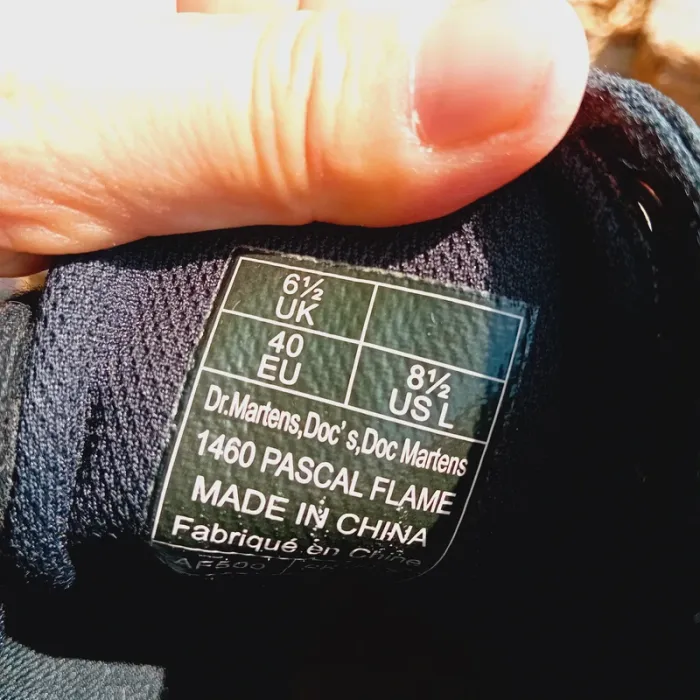 6½
UK
40
EU
8½
US L
Dr.Martens,Doc's,Doc Martens
1460 PASCAL FLAME
MADE IN CHINA
Fabriqué en Chine